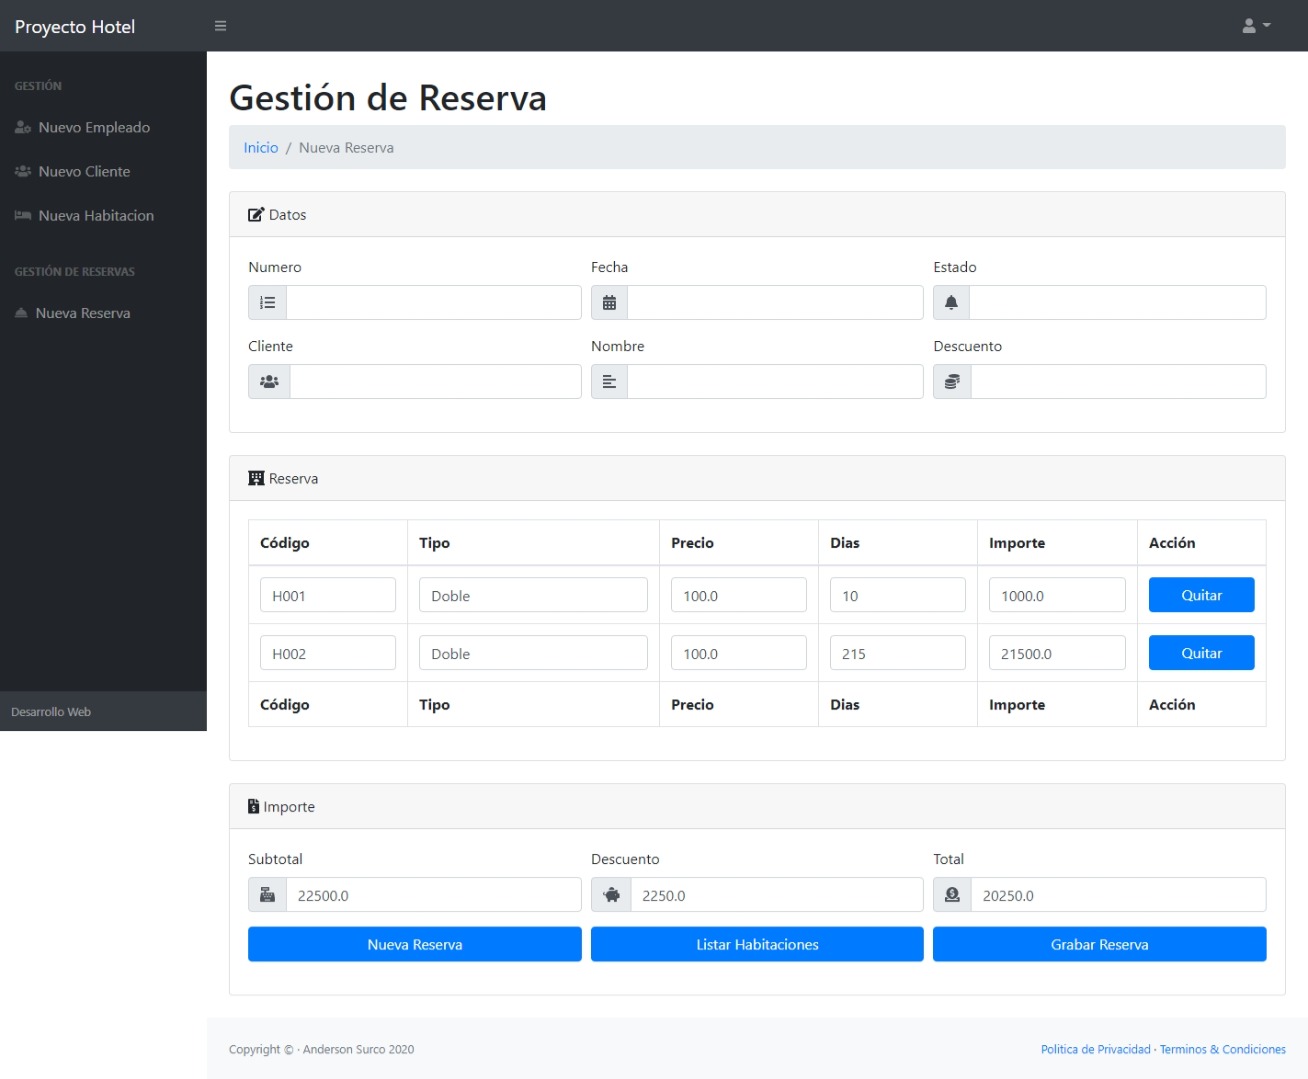 Proyecto Hotel
GESTIÓN
Nuevo Empleado
Nuevo Cliente
Nueva Habitacion
GESTIÓN DE RESERVAS
Nueva Reserva
Desarrollo Web
Gestión de Reserva
Inicio / Nueva Reserva
Datos
Numero Fecha Estado
Cliente Nombre Descuento
Reserva
Código Tipo Precio Dias Importe Acción
H001 Doble 100.0 10 1000.0 Quitar
H002 Doble 100.0 215 21500.0 Quitar
Código Tipo Precio Dias Importe Acción
Importe
Subtotal Descuento Total
22500.0 2250.0 20250.0
Nueva Reserva Listar Habitaciones Grabar Reserva
Copyright © · Anderson Surco 2020 Politica de Privacidad · Terminos & Condiciones